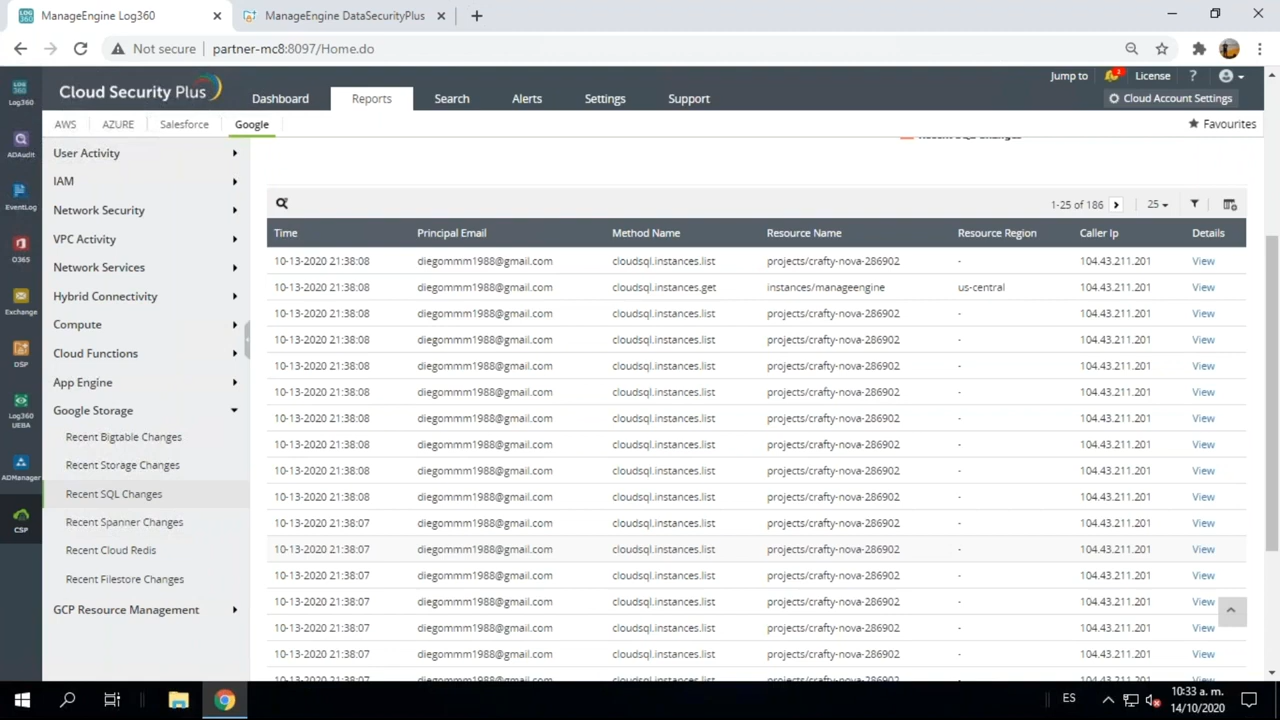 ManageEngine Log360
ManageEngine DataSecurityPlus
Not secure partner-mc8:8097/Home.do
Cloud Security Plus
Dashboard Reports Search Alerts Settings Support
Jump to License ?
Cloud Account Settings
AWS AZURE Salesforce Google
Favourites
LOG 360
Log360
ADAudit
EventLog
O365
Exchange
DSP
Log360
UEBA
ADManager
CSP
User Activity
IAM
Network Security
VPC Activity
Network Services
Hybrid Connectivity
Compute
Cloud Functions
App Engine
Google Storage
Recent Bigtable Changes
Recent Storage Changes
Recent SQL Changes
Recent Spanner Changes
Recent Cloud Redis
Recent Filestore Changes
GCP Resource Management
Recent SQL Changes
1-25 of 186 25
Time Principal Email Method Name Resource Name Resource Region Caller Ip Details
10-13-2020 21:38:08 diegommm1988@gmail.com cloudsql.instances.list projects/crafty-nova-286902 - 104.43.211.201 View
10-13-2020 21:38:08 diegommm1988@gmail.com cloudsql.instances.get instances/manageengine us-central 104.43.211.201 View
10-13-2020 21:38:08 diegommm1988@gmail.com cloudsql.instances.list projects/crafty-nova-286902 - 104.43.211.201 View
10-13-2020 21:38:08 diegommm1988@gmail.com cloudsql.instances.list projects/crafty-nova-286902 - 104.43.211.201 View
10-13-2020 21:38:08 diegommm1988@gmail.com cloudsql.instances.list projects/crafty-nova-286902 - 104.43.211.201 View
10-13-2020 21:38:08 diegommm1988@gmail.com cloudsql.instances.list projects/crafty-nova-286902 - 104.43.211.201 View
10-13-2020 21:38:08 diegommm1988@gmail.com cloudsql.instances.list projects/crafty-nova-286902 - 104.43.211.201 View
10-13-2020 21:38:08 diegommm1988@gmail.com cloudsql.instances.list projects/crafty-nova-286902 - 104.43.211.201 View
10-13-2020 21:38:08 diegommm1988@gmail.com cloudsql.instances.list projects/crafty-nova-286902 - 104.43.211.201 View
10-13-2020 21:38:08 diegommm1988@gmail.com cloudsql.instances.list projects/crafty-nova-286902 - 104.43.211.201 View
10-13-2020 21:38:07 diegommm1988@gmail.com cloudsql.instances.list projects/crafty-nova-286902 - 104.43.211.201 View
10-13-2020 21:38:07 diegommm1988@gmail.com cloudsql.instances.list projects/crafty-nova-286902 - 104.43.211.201 View
10-13-2020 21:38:07 diegommm1988@gmail.com cloudsql.instances.list projects/crafty-nova-286902 - 104.43.211.201 View
10-13-2020 21:38:07 diegommm1988@gmail.com cloudsql.instances.list projects/crafty-nova-286902 - 104.43.211.201 View
10-13-2020 21:38:07 diegommm1988@gmail.com cloudsql.instances.list projects/crafty-nova-286902 - 104.43.211.201 View
10-13-2020 21:38:07 diegommm1988@gmail.com cloudsql.instances.list projects/crafty-nova-286902 - 104.43.211.201 View
ES
10:33 a. m.
14/10/2020